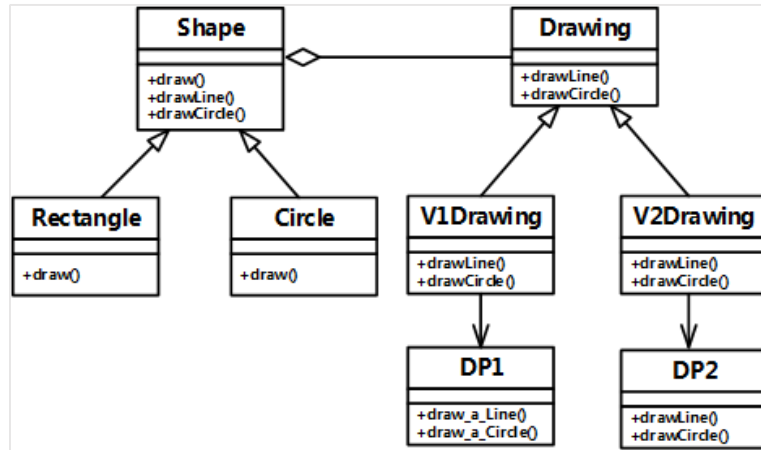 Shape
+draw()
+drawLine()
+drawCircle()
Drawing
+drawLine()
+drawCircle()
Rectangle
+draw()
Circle
+draw()
V1Drawing
+drawLine()
+drawCircle()
V2Drawing
+drawLine()
+drawCircle()
DP1
+draw_a_Line()
+draw_a_Circle()
DP2
+drawLine()
+drawCircle()